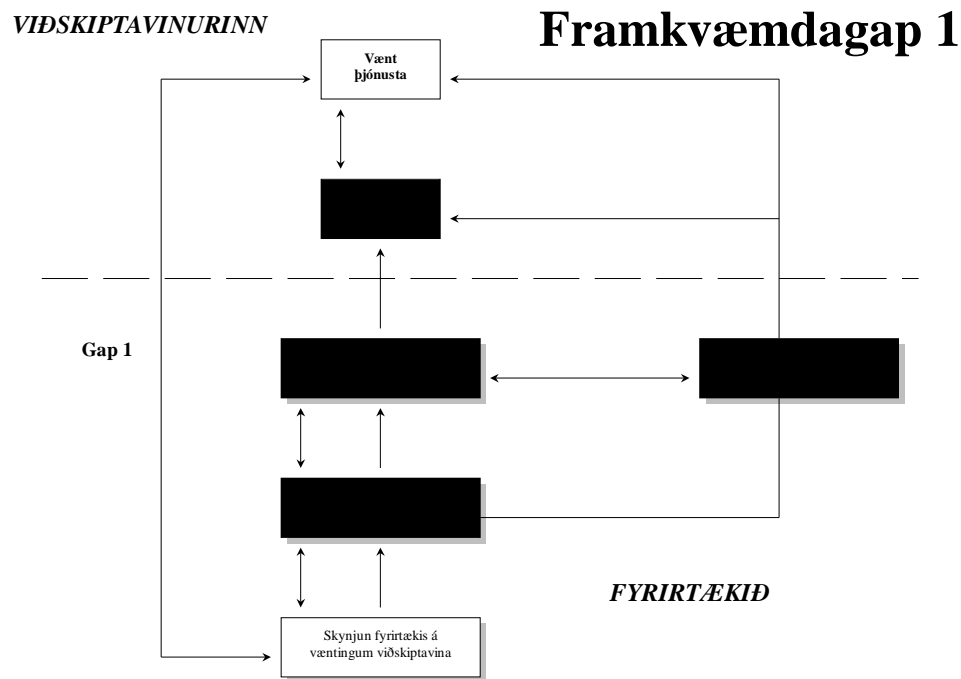 VIÐSKIPTAVINURINN
Framkvæmdagap 1
Vænt
þjónusta
Gap 1
FYRIRTÆKIÐ
Skynjun fyrirtækis á
væntingum viðskiptavina